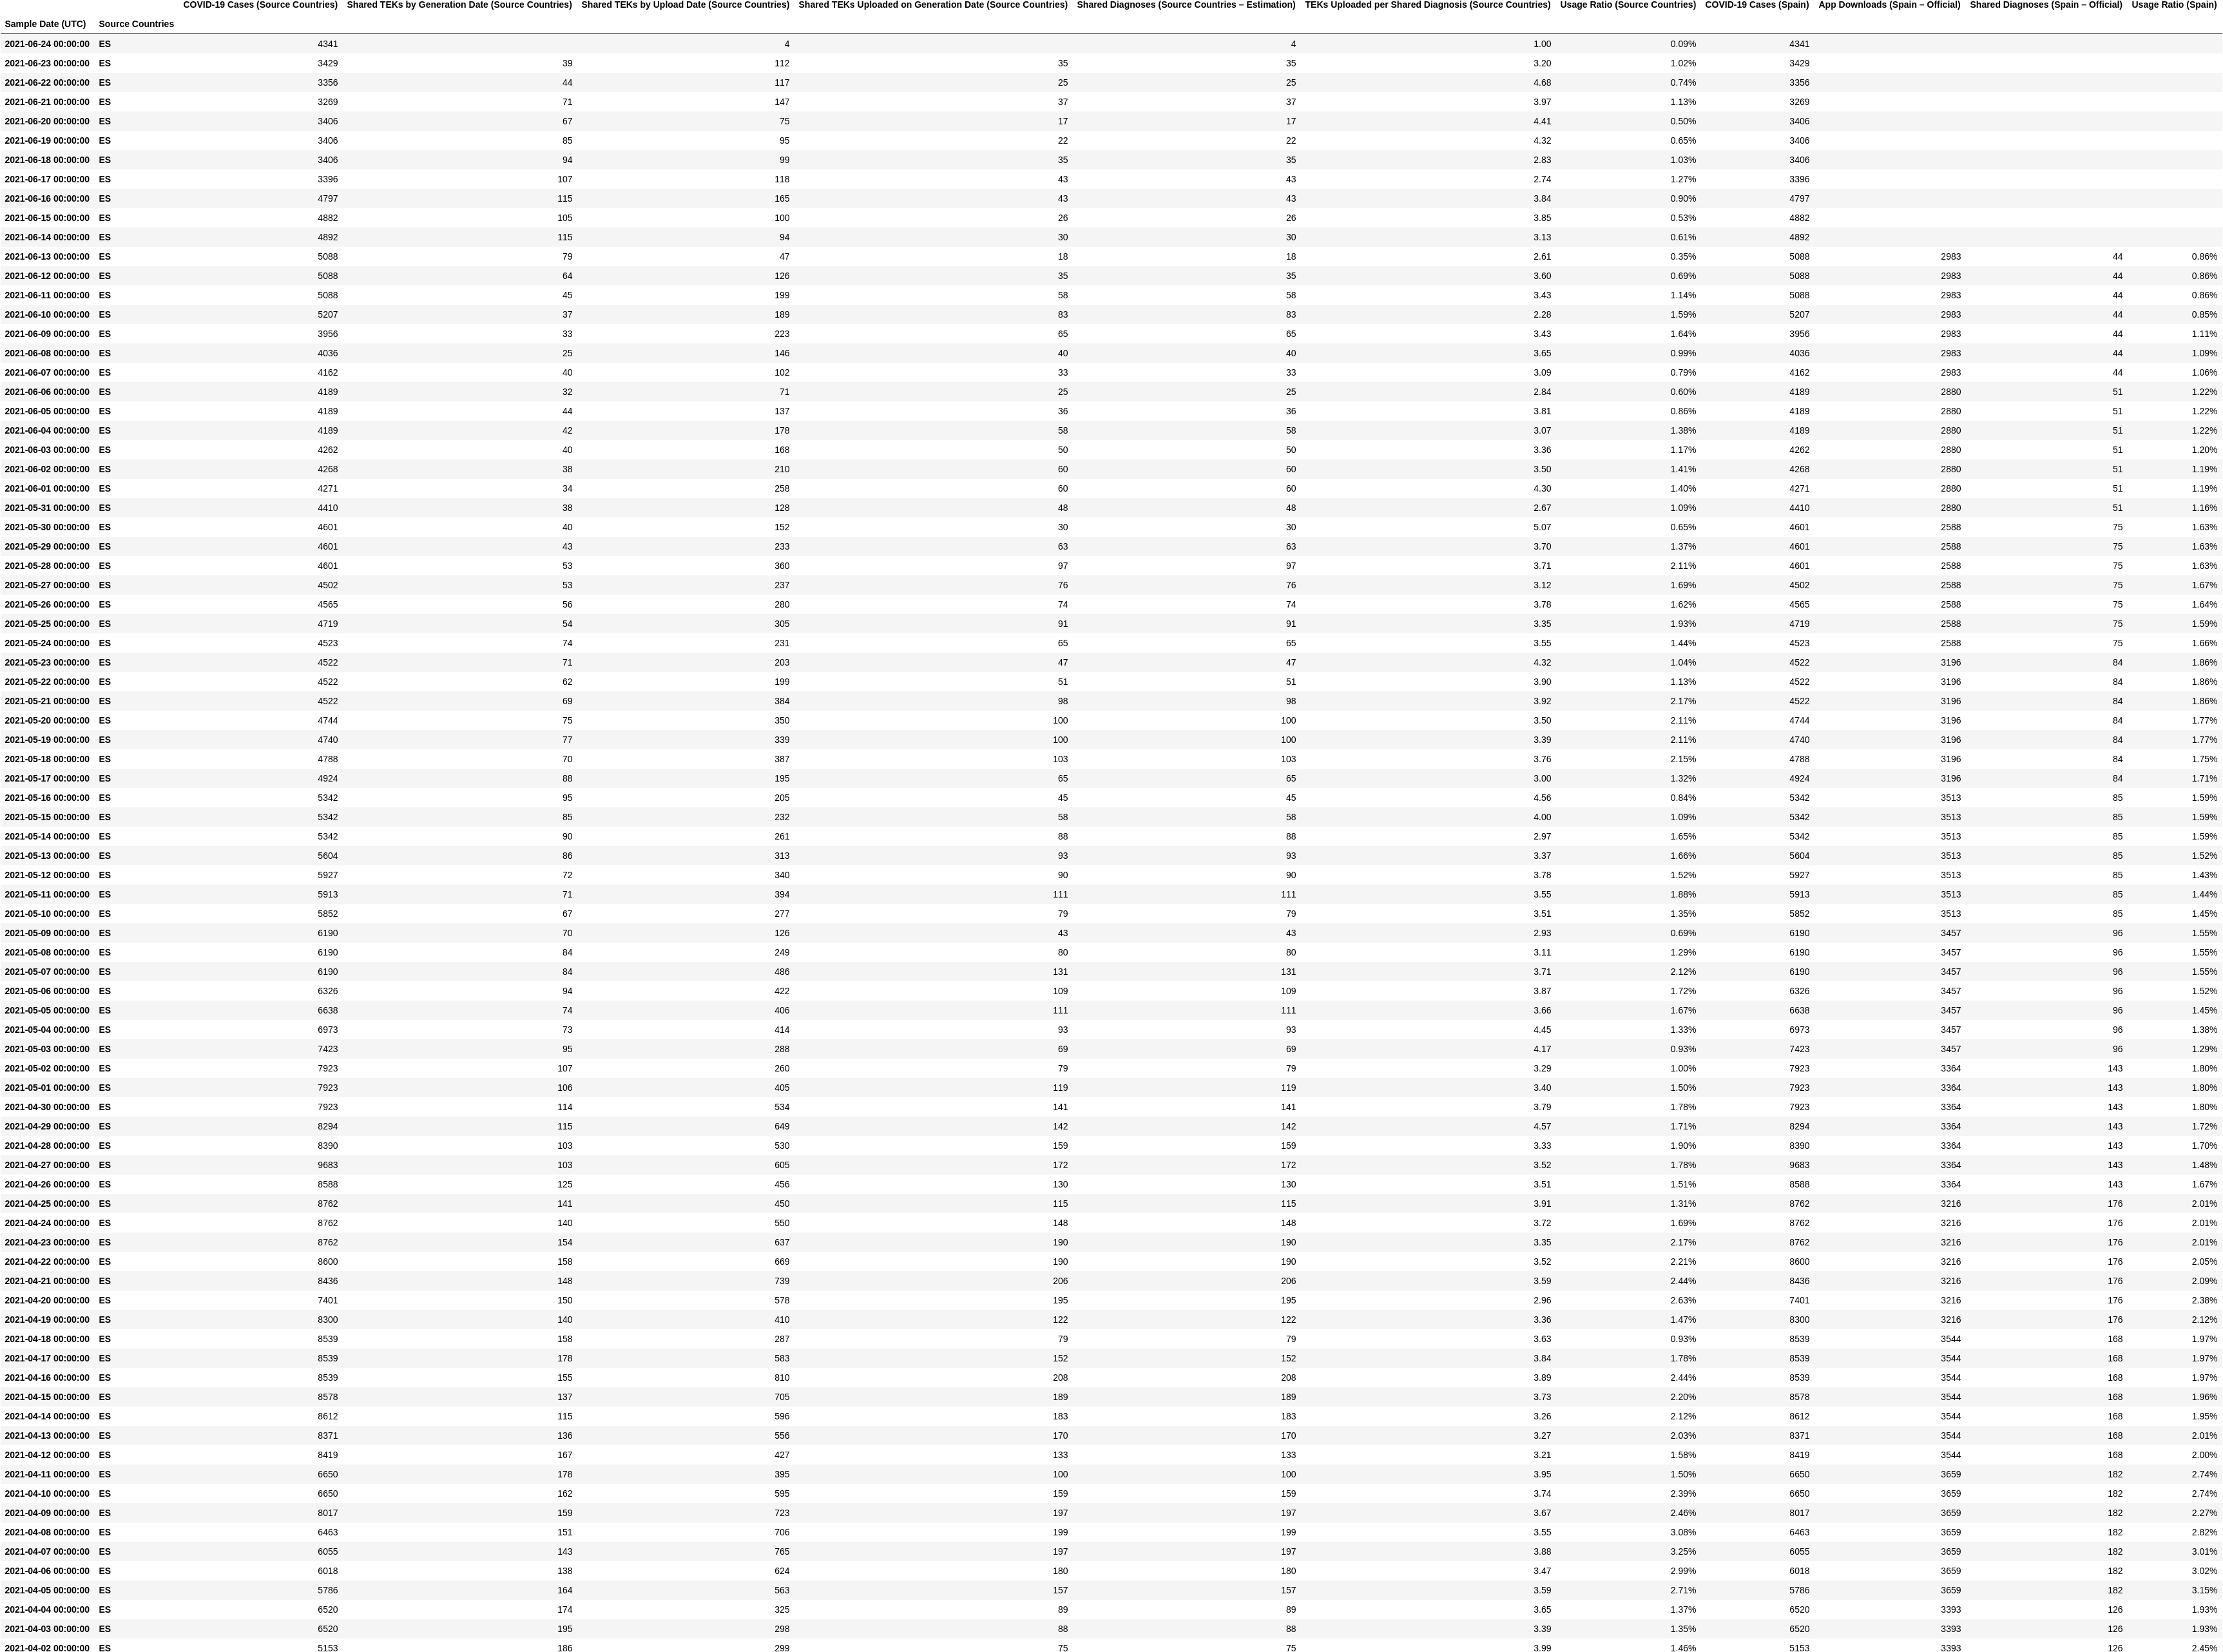 COVID-19 Cases (Source Countries) Shared TEKs by Generation Date (Source Countries) Shared TEKs by Upload Date (Source Countries) Shared TEKs Uploaded on Generation Date (Source Countries) Shared Diagnoses (Source Countries – Estimation) TEKs Uploaded per Shared Diagnosis (Source Countries) Usage Ratio (Source Countries) COVID-19 Cases (Spain) App Downloads (Spain – Official) Shared Diagnoses (Spain – Official) Usage Ratio (Spain)
Sample Date (UTC) Source Countries
2021-06-24 00:00:00 ES 4341 4 4 1.00 0.09% 4341
2021-06-23 00:00:00 ES 3429 39 112 35 35 3.20 1.02% 3429
2021-06-22 00:00:00 ES 3356 44 117 25 25 4.68 0.74% 3356
2021-06-21 00:00:00 ES 3269 71 147 37 37 3.97 1.13% 3269
2021-06-20 00:00:00 ES 3406 67 75 17 17 4.41 0.50% 3406
2021-06-19 00:00:00 ES 3406 85 95 22 22 4.32 0.65% 3406
2021-06-18 00:00:00 ES 3406 94 99 35 35 2.83 1.03% 3406
2021-06-17 00:00:00 ES 3396 107 118 43 43 2.74 1.27% 3396
2021-06-16 00:00:00 ES 4797 115 165 43 43 3.84 0.90% 4797
2021-06-15 00:00:00 ES 4882 105 100 26 26 3.85 0.53% 4882
2021-06-14 00:00:00 ES 4892 115 94 30 30 3.13 0.61% 4892
2021-06-13 00:00:00 ES 5088 79 47 18 18 2.61 0.35% 5088 2983 44 0.86%
2021-06-12 00:00:00 ES 5088 64 126 35 35 3.60 0.69% 5088 2983 44 0.86%
2021-06-11 00:00:00 ES 5088 45 199 58 58 3.43 1.14% 5088 2983 44 0.86%
2021-06-10 00:00:00 ES 5207 37 189 83 83 2.28 1.59% 5207 2983 44 0.85%
2021-06-09 00:00:00 ES 3956 33 223 65 65 3.43 1.64% 3956 2983 44 1.11%
2021-06-08 00:00:00 ES 4036 25 146 40 40 3.65 0.99% 4036 2983 44 1.09%
2021-06-07 00:00:00 ES 4162 40 102 33 33 3.09 0.79% 4162 2983 44 1.06%
2021-06-06 00:00:00 ES 4189 32 71 25 25 2.84 0.60% 4189 2880 51 1.22%
2021-06-05 00:00:00 ES 4189 44 137 36 36 3.81 0.86% 4189 2880 51 1.22%
2021-06-04 00:00:00 ES 4189 42 178 58 58 3.07 1.38% 4189 2880 51 1.22%
2021-06-03 00:00:00 ES 4262 40 168 50 50 3.36 1.17% 4262 2880 51 1.20%
2021-06-02 00:00:00 ES 4268 38 210 60 60 3.50 1.41% 4268 2880 51 1.19%
2021-06-01 00:00:00 ES 4271 34 258 60 60 4.30 1.40% 4271 2880 51 1.19%
2021-05-31 00:00:00 ES 4410 38 128 48 48 2.67 1.09% 4410 2880 51 1.16%
2021-05-30 00:00:00 ES 4601 40 152 30 30 5.07 0.65% 4601 2588 75 1.63%
2021-05-29 00:00:00 ES 4601 43 233 63 63 3.70 1.37% 4601 2588 75 1.63%
2021-05-28 00:00:00 ES 4601 53 360 97 97 3.71 2.11% 4601 2588 75 1.63%
2021-05-27 00:00:00 ES 4502 53 237 76 76 3.12 1.69% 4502 2588 75 1.67%
2021-05-26 00:00:00 ES 4565 56 280 74 74 3.78 1.62% 4565 2588 75 1.64%
2021-05-25 00:00:00 ES 4719 54 305 91 91 3.35 1.93% 4719 2588 75 1.59%
2021-05-24 00:00:00 ES 4523 74 231 65 65 3.55 1.44% 4523 2588 75 1.66%
2021-05-23 00:00:00 ES 4522 71 203 47 47 4.32 1.04% 4522 3196 84 1.86%
2021-05-22 00:00:00 ES 4522 62 199 51 51 3.90 1.13% 4522 3196 84 1.86%
2021-05-21 00:00:00 ES 4522 69 384 98 98 3.92 2.17% 4522 3196 84 1.86%
2021-05-20 00:00:00 ES 4744 75 350 100 100 3.50 2.11% 4744 3196 84 1.77%
2021-05-19 00:00:00 ES 4740 77 339 100 100 3.39 2.11% 4740 3196 84 1.77%
2021-05-18 00:00:00 ES 4788 70 387 103 103 3.76 2.15% 4788 3196 84 1.75%
2021-05-17 00:00:00 ES 4924 88 195 65 65 3.00 1.32% 4924 3196 84 1.71%
2021-05-16 00:00:00 ES 5342 95 205 45 45 4.56 0.84% 5342 3513 85 1.59%
2021-05-15 00:00:00 ES 5342 85 232 58 58 4.00 1.09% 5342 3513 85 1.59%
2021-05-14 00:00:00 ES 5342 90 261 88 88 2.97 1.65% 5342 3513 85 1.59%
2021-05-13 00:00:00 ES 5604 86 313 93 93 3.37 1.66% 5604 3513 85 1.52%
2021-05-12 00:00:00 ES 5927 72 340 90 90 3.78 1.52% 5927 3513 85 1.43%
2021-05-11 00:00:00 ES 5913 71 394 111 111 3.55 1.88% 5913 3513 85 1.44%
2021-05-10 00:00:00 ES 5852 67 277 79 79 3.51 1.35% 5852 3513 85 1.45%
2021-05-09 00:00:00 ES 6190 70 126 43 43 2.93 0.69% 6190 3457 96 1.55%
2021-05-08 00:00:00 ES 6190 84 249 80 80 3.11 1.29% 6190 3457 96 1.55%
2021-05-07 00:00:00 ES 6190 84 486 131 131 3.71 2.12% 6190 3457 96 1.55%
2021-05-06 00:00:00 ES 6326 94 422 109 109 3.87 1.72% 6326 3457 96 1.52%
2021-05-05 00:00:00 ES 6638 74 406 111 111 3.66 1.67% 6638 3457 96 1.45%
2021-05-04 00:00:00 ES 6973 73 414 93 93 4.45 1.33% 6973 3457 96 1.38%
2021-05-03 00:00:00 ES 7423 95 288 69 69 4.17 0.93% 7423 3457 96 1.29%
2021-05-02 00:00:00 ES 7923 107 260 79 79 3.29 1.00% 7923 3364 143 1.80%
2021-05-01 00:00:00 ES 7923 106 405 119 119 3.40 1.50% 7923 3364 143 1.80%
2021-04-30 00:00:00 ES 7923 114 534 141 141 3.79 1.78% 7923 3364 143 1.80%
2021-04-29 00:00:00 ES 8294 115 649 142 142 4.57 1.71% 8294 3364 143 1.72%
2021-04-28 00:00:00 ES 8390 103 530 159 159 3.33 1.90% 8390 3364 143 1.70%
2021-04-27 00:00:00 ES 9683 103 605 172 172 3.52 1.78% 9683 3364 143 1.48%
2021-04-26 00:00:00 ES 8588 125 456 130 130 3.51 1.51% 8588 3364 143 1.67%
2021-04-25 00:00:00 ES 8762 141 450 115 115 3.91 1.31% 8762 3216 176 2.01%
2021-04-24 00:00:00 ES 8762 140 550 148 148 3.72 1.69% 8762 3216 176 2.01%
2021-04-23 00:00:00 ES 8762 154 637 190 190 3.35 2.17% 8762 3216 176 2.01%
2021-04-22 00:00:00 ES 8600 158 669 190 190 3.52 2.21% 8600 3216 176 2.05%
2021-04-21 00:00:00 ES 8436 148 739 206 206 3.59 2.44% 8436 3216 176 2.09%
2021-04-20 00:00:00 ES 7401 150 578 195 195 2.96 2.63% 7401 3216 176 2.38%
2021-04-19 00:00:00 ES 8300 140 410 122 122 3.36 1.47% 8300 3216 176 2.12%
2021-04-18 00:00:00 ES 8539 158 287 79 79 3.63 0.93% 8539 3544 168 1.97%
2021-04-17 00:00:00 ES 8539 178 583 152 152 3.84 1.78% 8539 3544 168 1.97%
2021-04-16 00:00:00 ES 8539 155 810 208 208 3.89 2.44% 8539 3544 168 1.97%
2021-04-15 00:00:00 ES 8578 137 705 189 189 3.73 2.20% 8578 3544 168 1.96%
2021-04-14 00:00:00 ES 8612 115 596 183 183 3.26 2.12% 8612 3544 168 1.95%
2021-04-13 00:00:00 ES 8371 136 556 170 170 3.27 2.03% 8371 3544 168 2.01%
2021-04-12 00:00:00 ES 8419 167 427 133 133 3.21 1.58% 8419 3544 168 2.00%
2021-04-11 00:00:00 ES 6650 178 395 100 100 3.95 1.50% 6650 3659 182 2.74%
2021-04-10 00:00:00 ES 6650 162 595 159 159 3.74 2.39% 6650 3659 182 2.74%
2021-04-09 00:00:00 ES 8017 159 723 197 197 3.67 2.46% 8017 3659 182 2.27%
2021-04-08 00:00:00 ES 6463 151 706 199 199 3.55 3.08% 6463 3659 182 2.82%
2021-04-07 00:00:00 ES 6055 143 765 197 197 3.88 3.25% 6055 3659 182 3.01%
2021-04-06 00:00:00 ES 6018 138 624 180 180 3.47 2.99% 6018 3659 182 3.02%
2021-04-05 00:00:00 ES 5786 164 563 157 157 3.59 2.71% 5786 3659 182 3.15%
2021-04-04 00:00:00 ES 6520 174 325 89 89 3.65 1.37% 6520 3393 126 1.93%
2021-04-03 00:00:00 ES 6520 195 298 88 88 3.39 1.35% 6520 3393 126 1.93%
2021-04-02 00:00:00 ES 5153 186 299 75 75 3.99 1.46% 5153 3393 126 2.45%